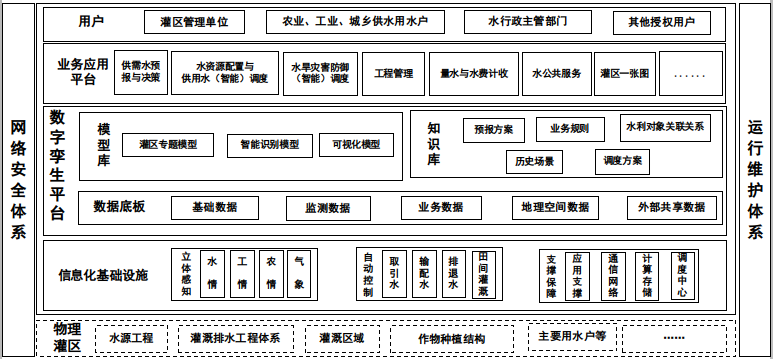 用户
灌区管理单位
农业、工业、城乡供水用水户
水行政主管部门
其他授权用户
业务应用
平台
供需水预
报与决策
水资源配置与
供用水（智能）调度
水旱灾害防御
（智能）调度
工程管理
量水与水费计收
水公共服务
灌区一张图
......
网络安全体系
数字孪生平台
模型库
灌区专题模型
智能识别模型
可视化模型
知识库
预报方案
业务规则
水利对象关联关系
历史场景
调度方案
数据底板
基础数据
监测数据
业务数据
地理空间数据
外部共享数据
信息化基础设施
立体感知
水情
工情
农情
气象
自动控制
取引水
输配水
排退水
田间灌溉
支撑保障
应用支撑
通信网络
计算存储
调度中心
运行维护体系
物理
灌区
水源工程
灌溉排水工程体系
灌溉区域
作物种植结构
主要用水户等
......